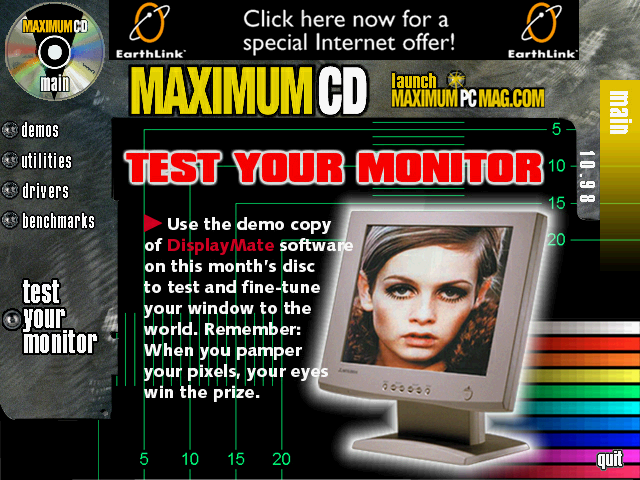 Click here now for a
special Internet offer!
EarthLink
EarthLink
MAXIMUM CD
main
MAXIMUM CD
launch
MAXIMUM PC MAG.COM
main
10.98
demos
utilities
drivers
benchmarks
test
your
monitor
TEST YOUR MONITOR
Use the demo copy
of DisplayMate software
on this month's disc
to test and fine-tune
your window to the
world. Remember:
When you pamper
your pixels, your eyes
win the prize.
5
10
15
20
5
10
15
20
quit